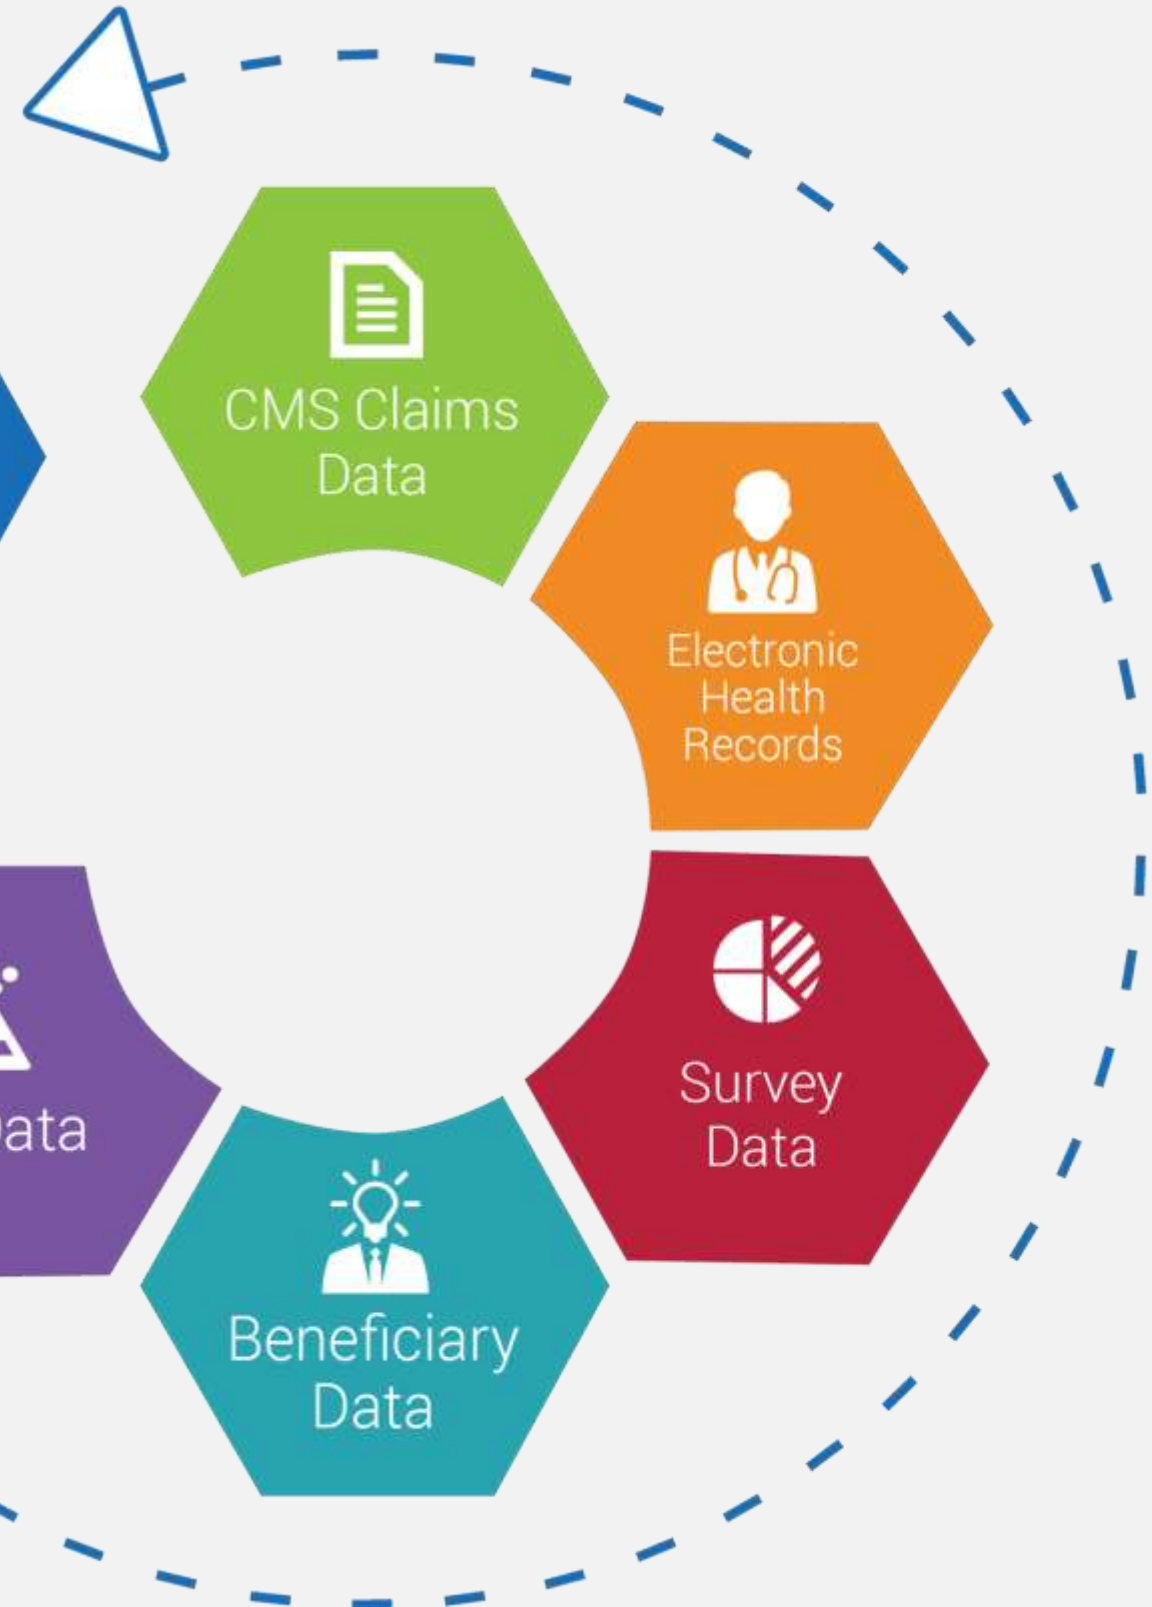 CMS Claims
Data
Electronic
Health
Records
Survey
Data
Beneficiary
Data